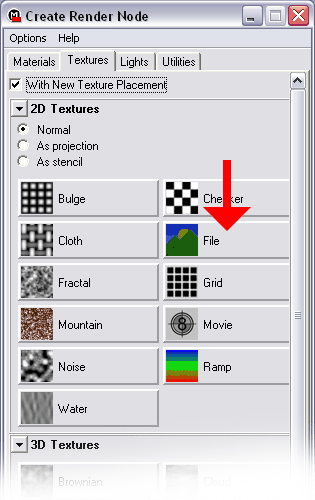 Create Render Node
Options Help
Materials Textures Lights Utilities
With New Texture Placement
2D Textures
Normal
As projection
As stencil
Bulge Checker
Cloth File
Fractal Grid
Mountain 8 Movie
Noise Ramp
Water
3D Textures
Brownian